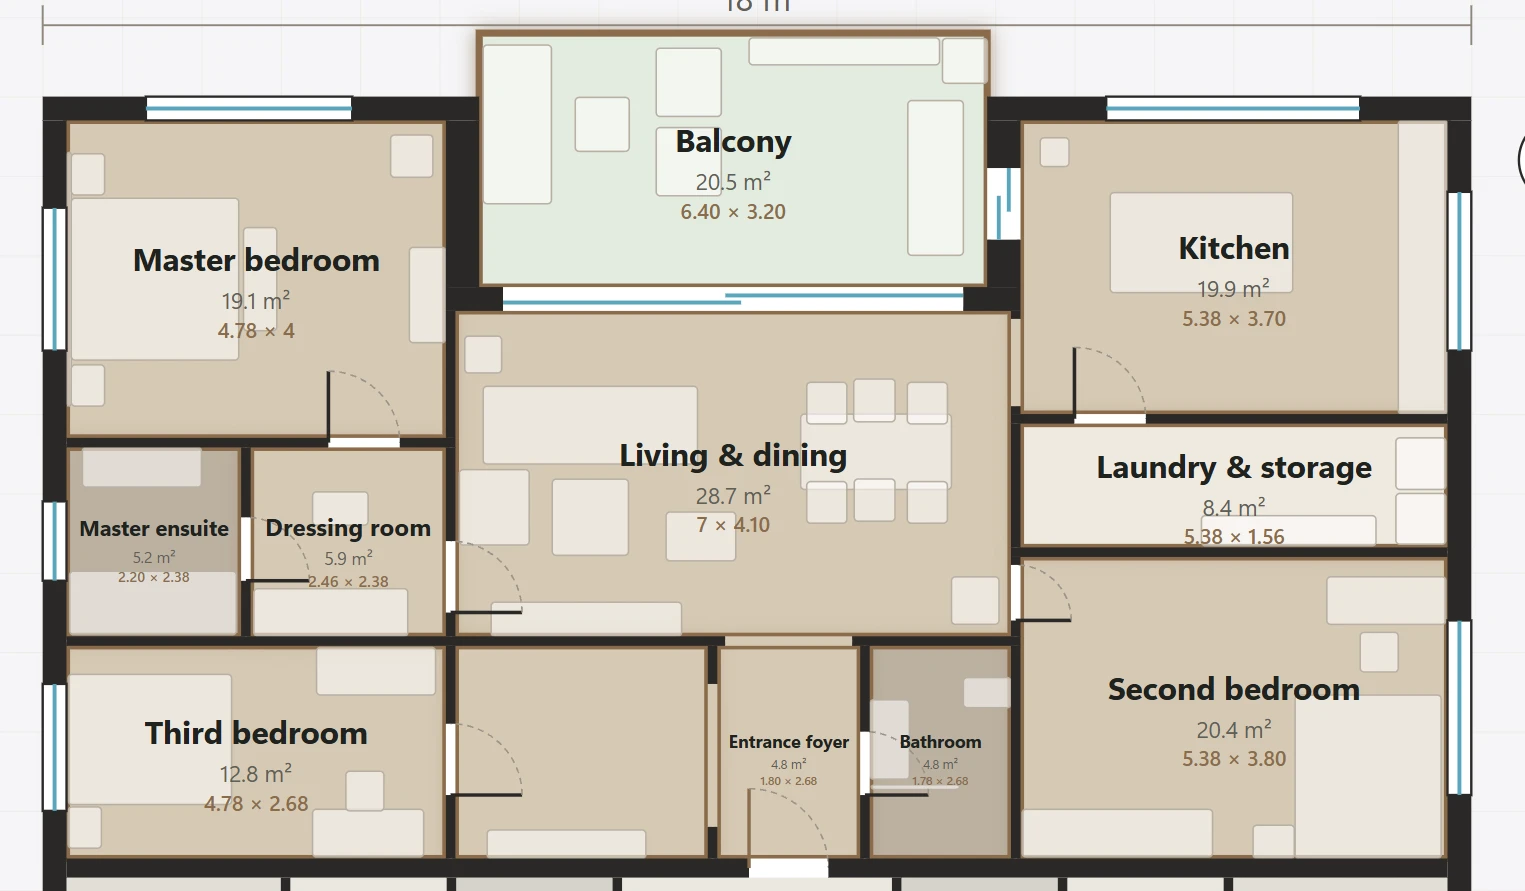 18 m
Balcony
20.5 m²
6.40 × 3.20
Master bedroom
19.1 m²
4.78 × 4
Kitchen
19.9 m²
5.38 × 3.70
Living & dining
28.7 m²
7 × 4.10
Laundry & storage
8.4 m²
5.38 × 1.56
Master ensuite
5.2 m²
2.20 × 2.38
Dressing room
5.9 m²
2.46 × 2.38
Third bedroom
12.8 m²
4.78 × 2.68
Entrance foyer
4.8 m²
1.80 × 2.68
Bathroom
4.8 m²
1.78 × 2.68
Second bedroom
20.4 m²
5.38 × 3.80